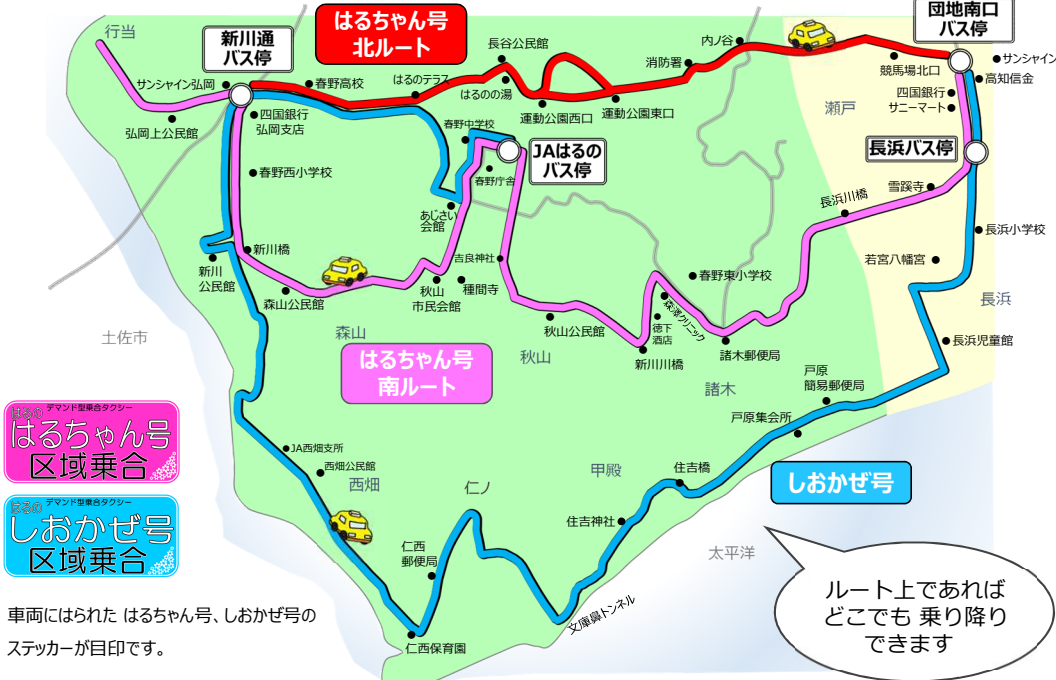 行当
新川通
バス停
はるちゃん号
北ルート
団地南口
バス停
サンシャイン弘岡
春野高校
はるのテラス
長谷公民館
はるのの湯
運動公園西口
運動公園東口
消防署
内ノ谷
競馬場北口
サンシャイン
高知信金
四国銀行
サニーマート
瀬戸
弘岡上公民館
四国銀行
弘岡支店
春野中学校
JAはるの
バス停
長浜バス停
春野西小学校
春野庁舎
雪蹊寺
長浜川橋
あじさい
会館
長浜小学校
新川橋
新川
公民館
吉良神社
若宮八幡宮
春野東小学校
森山公民館
秋山
市民会館
種間寺
長浜
森澤クリニック
徳下
酒店
土佐市
森山
秋山公民館
秋山
新川川橋
諸木郵便局
長浜児童館
はるちゃん号
南ルート
諸木
戸原
簡易郵便局
戸原集会所
はるの
デマンド型乗合タクシー
はるちゃん号
区域乗合
JA西畑支所
西畑公民館
西畑
仁ノ
甲殿
住吉橋
しおかぜ号
はるの
デマンド型乗合タクシー
しおかぜ号
区域乗合
住吉神社
太平洋
仁西
郵便局
文庫鼻トンネル
仁西保育園
車両にはられた はるちゃん号、しおかぜ号の
ステッカーが目印です。
ルート上であれば
どこでも 乗り降り
できます